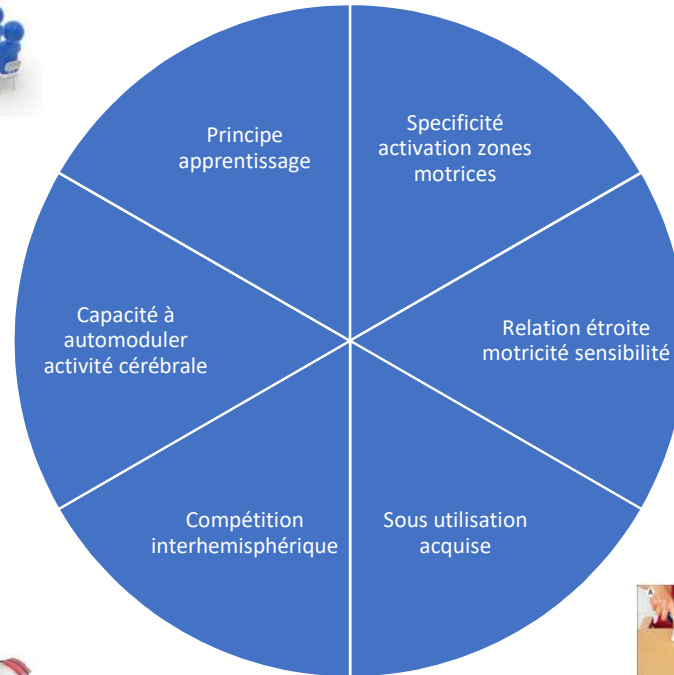 Principe
apprentissage
Specificité
activation zones
motrices
Capacité à
automoduler
activité cérébrale
Relation étroite
motricité sensibilité
Compétition
interhemisphérique
Sous utilisation
acquise
A